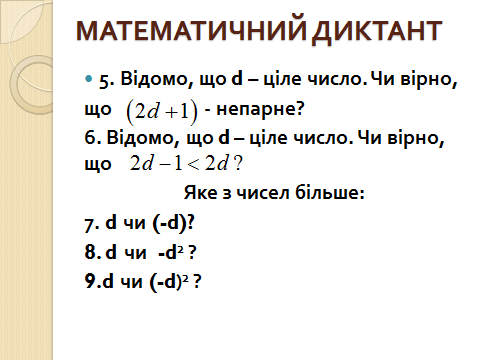 МАТЕМАТИЧНИЙ ДИКТАНТ
5. Відомо, що d – ціле число. Чи вірно,
що (2d +1) - непарне?
6. Відомо, що d – ціле число. Чи вірно,
що 2d −1 < 2d ?
Яке з чисел більше:
7. d чи (-d)?
8. d чи -d² ?
9.d чи (-d)² ?